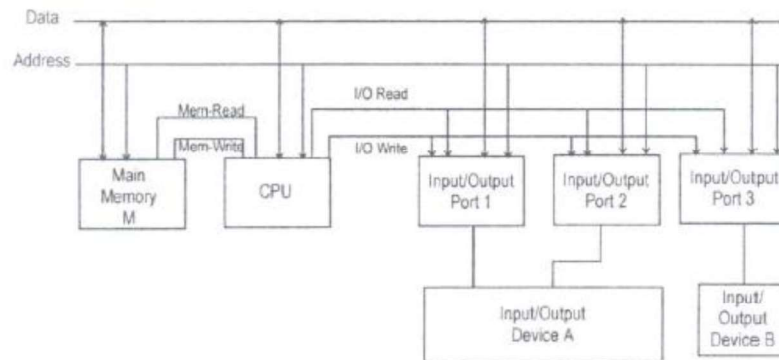 Data
Address
I/O Read
Mem-Read
Mem-Write
I/O Write
Main
Memory
M
CPU
Input/Output
Port 1
Input/Output
Port 2
Input/Output
Port 3
Input/Output
Device A
Input/
Output
Device B